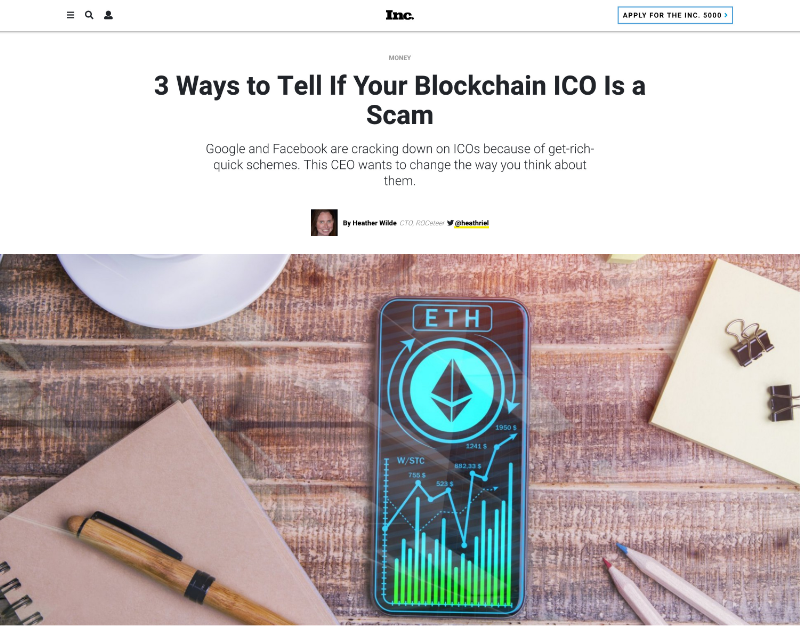 Inc.
APPLY FOR THE INC. 5000 >
MONEY
3 Ways to Tell If Your Blockchain ICO Is a
Scam
Google and Facebook are cracking down on ICOs because of get-rich-
quick schemes. This CEO wants to change the way you think about
them.
By Heather Wilde CTO, ROCeteer @heathriel
ETH
1950 $
1241 $
W/STC
882.33 $
755 $
523 $